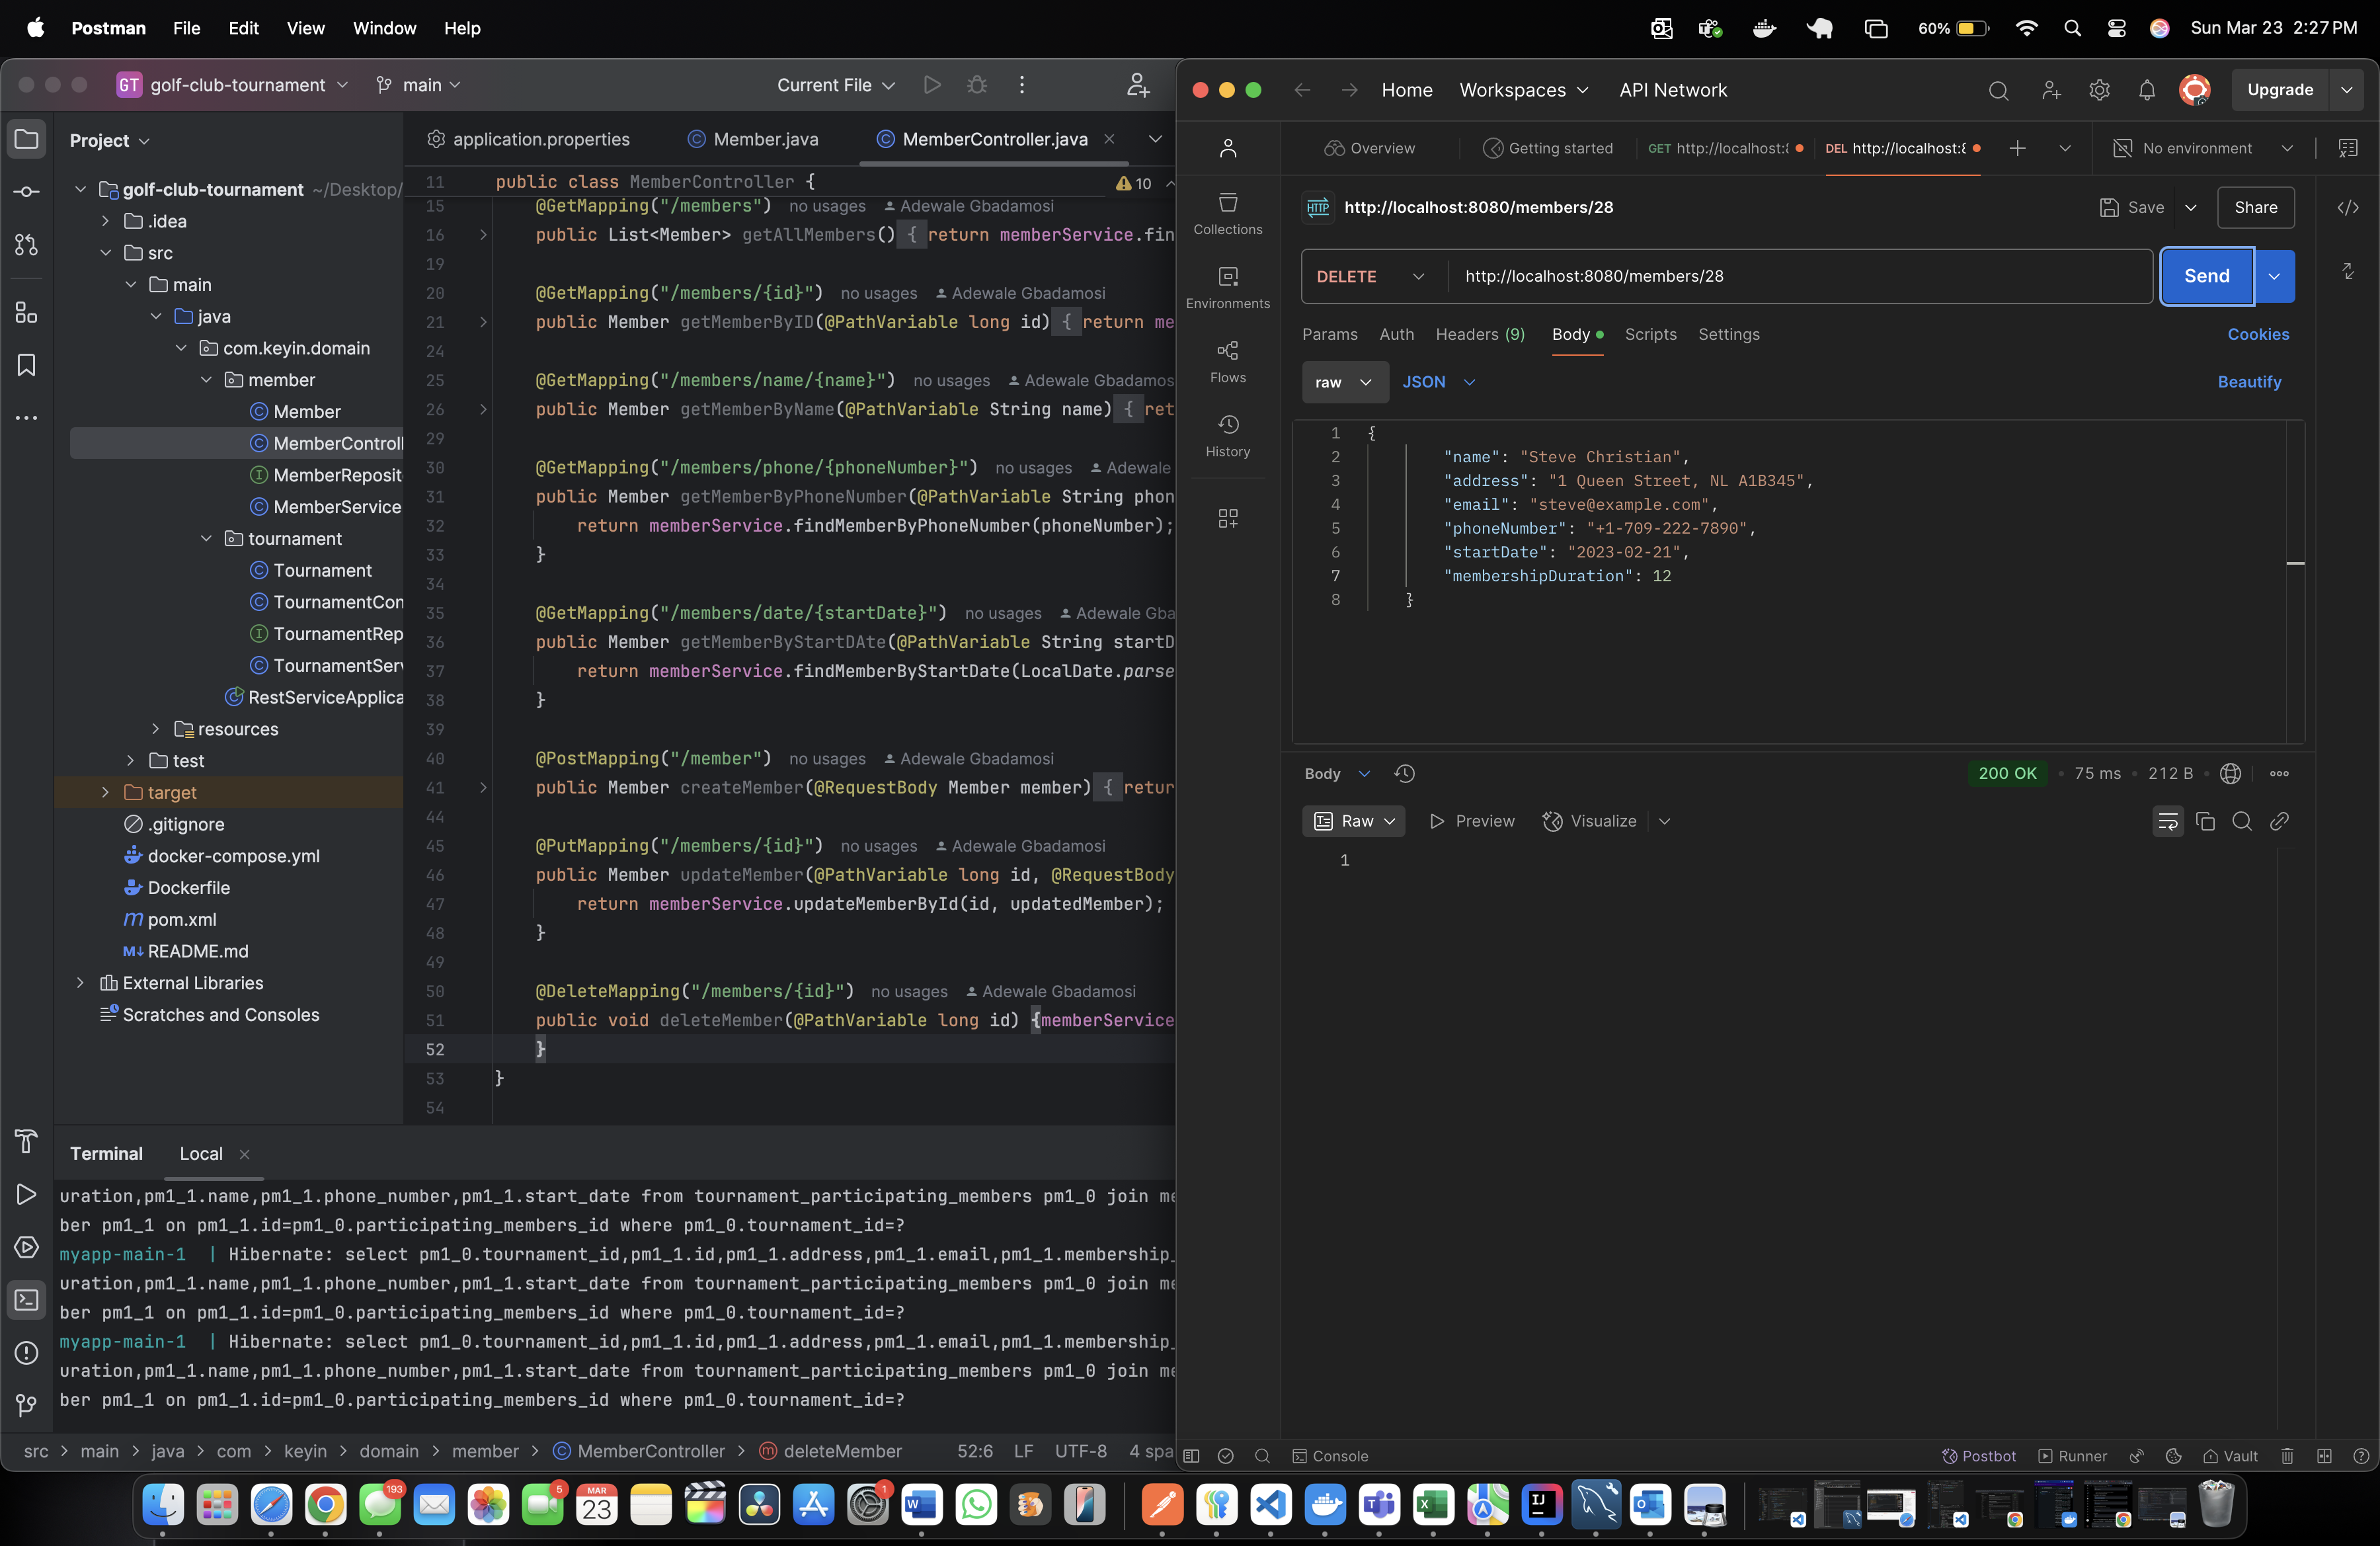 Postman File Edit View Window Help 60% Sun Mar 23 2:27 PM
GT golf-club-tournament main Current File
Project
golf-club-tournament ~/Desktop/
.idea
src
main
java
com.keyin.domain
member
Member
MemberControll
MemberReposit
MemberService
tournament
Tournament
TournamentCon
TournamentRep
TournamentServ
RestServiceApplica
resources
test
target
.gitignore
docker-compose.yml
Dockerfile
pom.xml
README.md
External Libraries
Scratches and Consoles
application.properties Member.java MemberController.java
11 public class MemberController { 10
15 @GetMapping("/members") no usages Adewale Gbadamosi
16 public List<Member> getAllMembers() { return memberService.fin
19
20 @GetMapping("/members/{id}") no usages Adewale Gbadamosi
21 public Member getMemberByID(@PathVariable long id) { return me
24
25 @GetMapping("/members/name/{name}") no usages Adewale Gbadamos
26 public Member getMemberByName(@PathVariable String name) { ret
29
30 @GetMapping("/members/phone/{phoneNumber}") no usages Adewale
31 public Member getMemberByPhoneNumber(@PathVariable String phon
32 return memberService.findMemberByPhoneNumber(phoneNumber);
33 }
34
35 @GetMapping("/members/date/{startDate}") no usages Adewale Gba
36 public Member getMemberByStartDAte(@PathVariable String startD
37 return memberService.findMemberByStartDate(LocalDate.parse
38 }
39
40 @PostMapping("/member") no usages Adewale Gbadamosi
41 public Member createMember(@RequestBody Member member) { retur
44
45 @PutMapping("/members/{id}") no usages Adewale Gbadamosi
46 public Member updateMember(@PathVariable long id, @RequestBody
47 return memberService.updateMemberById(id, updatedMember);
48 }
49
50 @DeleteMapping("/members/{id}") no usages Adewale Gbadamosi
51 public void deleteMember(@PathVariable long id) {memberService
52 }
53 }
54
Terminal Local
uration,pm1_1.name,pm1_1.phone_number,pm1_1.start_date from tournament_participating_members pm1_0 join me
ber pm1_1 on pm1_1.id=pm1_0.participating_members_id where pm1_0.tournament_id=?
myapp-main-1 | Hibernate: select pm1_0.tournament_id,pm1_1.id,pm1_1.address,pm1_1.email,pm1_1.membership_
uration,pm1_1.name,pm1_1.phone_number,pm1_1.start_date from tournament_participating_members pm1_0 join me
ber pm1_1 on pm1_1.id=pm1_0.participating_members_id where pm1_0.tournament_id=?
myapp-main-1 | Hibernate: select pm1_0.tournament_id,pm1_1.id,pm1_1.address,pm1_1.email,pm1_1.membership_
uration,pm1_1.name,pm1_1.phone_number,pm1_1.start_date from tournament_participating_members pm1_0 join me
ber pm1_1 on pm1_1.id=pm1_0.participating_members_id where pm1_0.tournament_id=?
src > main > java > com > keyin > domain > member > MemberController > deleteMember 52:6 LF UTF-8 4 spa
Home Workspaces API Network Upgrade
Overview Getting started GET http://localhost:8 DEL http://localhost:8 No environment
Collections
Environments
Flows
History
HTTP http://localhost:8080/members/28 Save Share
DELETE http://localhost:8080/members/28 Send
Params Auth Headers (9) Body Scripts Settings Cookies
raw JSON Beautify
1 {
2 "name": "Steve Christian",
3 "address": "1 Queen Street, NL A1B345",
4 "email": "steve@example.com",
5 "phoneNumber": "+1-709-222-7890",
6 "startDate": "2023-02-21",
7 "membershipDuration": 12
8 }
Body 200 OK 75 ms 212 B
Raw Preview Visualize
1
Console Postbot Runner Vault
193 5 MAR 23 1